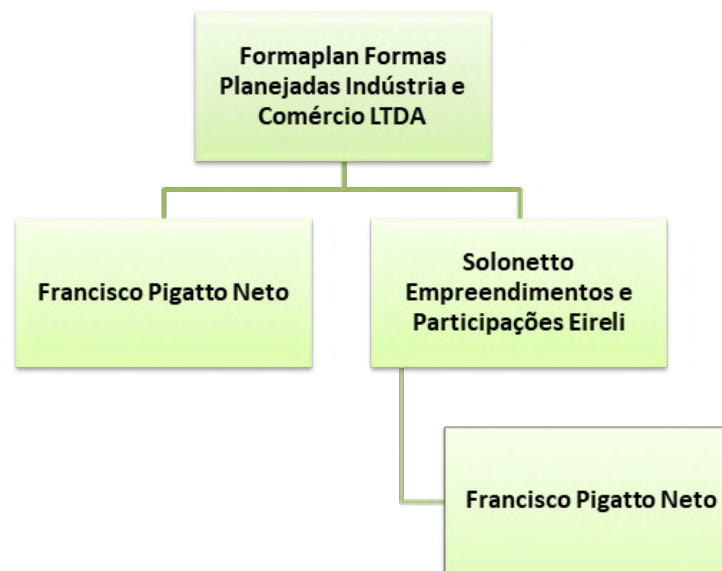 Formaplan Formas
Planejadas Indústria e
Comércio LTDA
Francisco Pigatto Neto
Solonetto
Empreendimentos e
Participações Eireli
Francisco Pigatto Neto